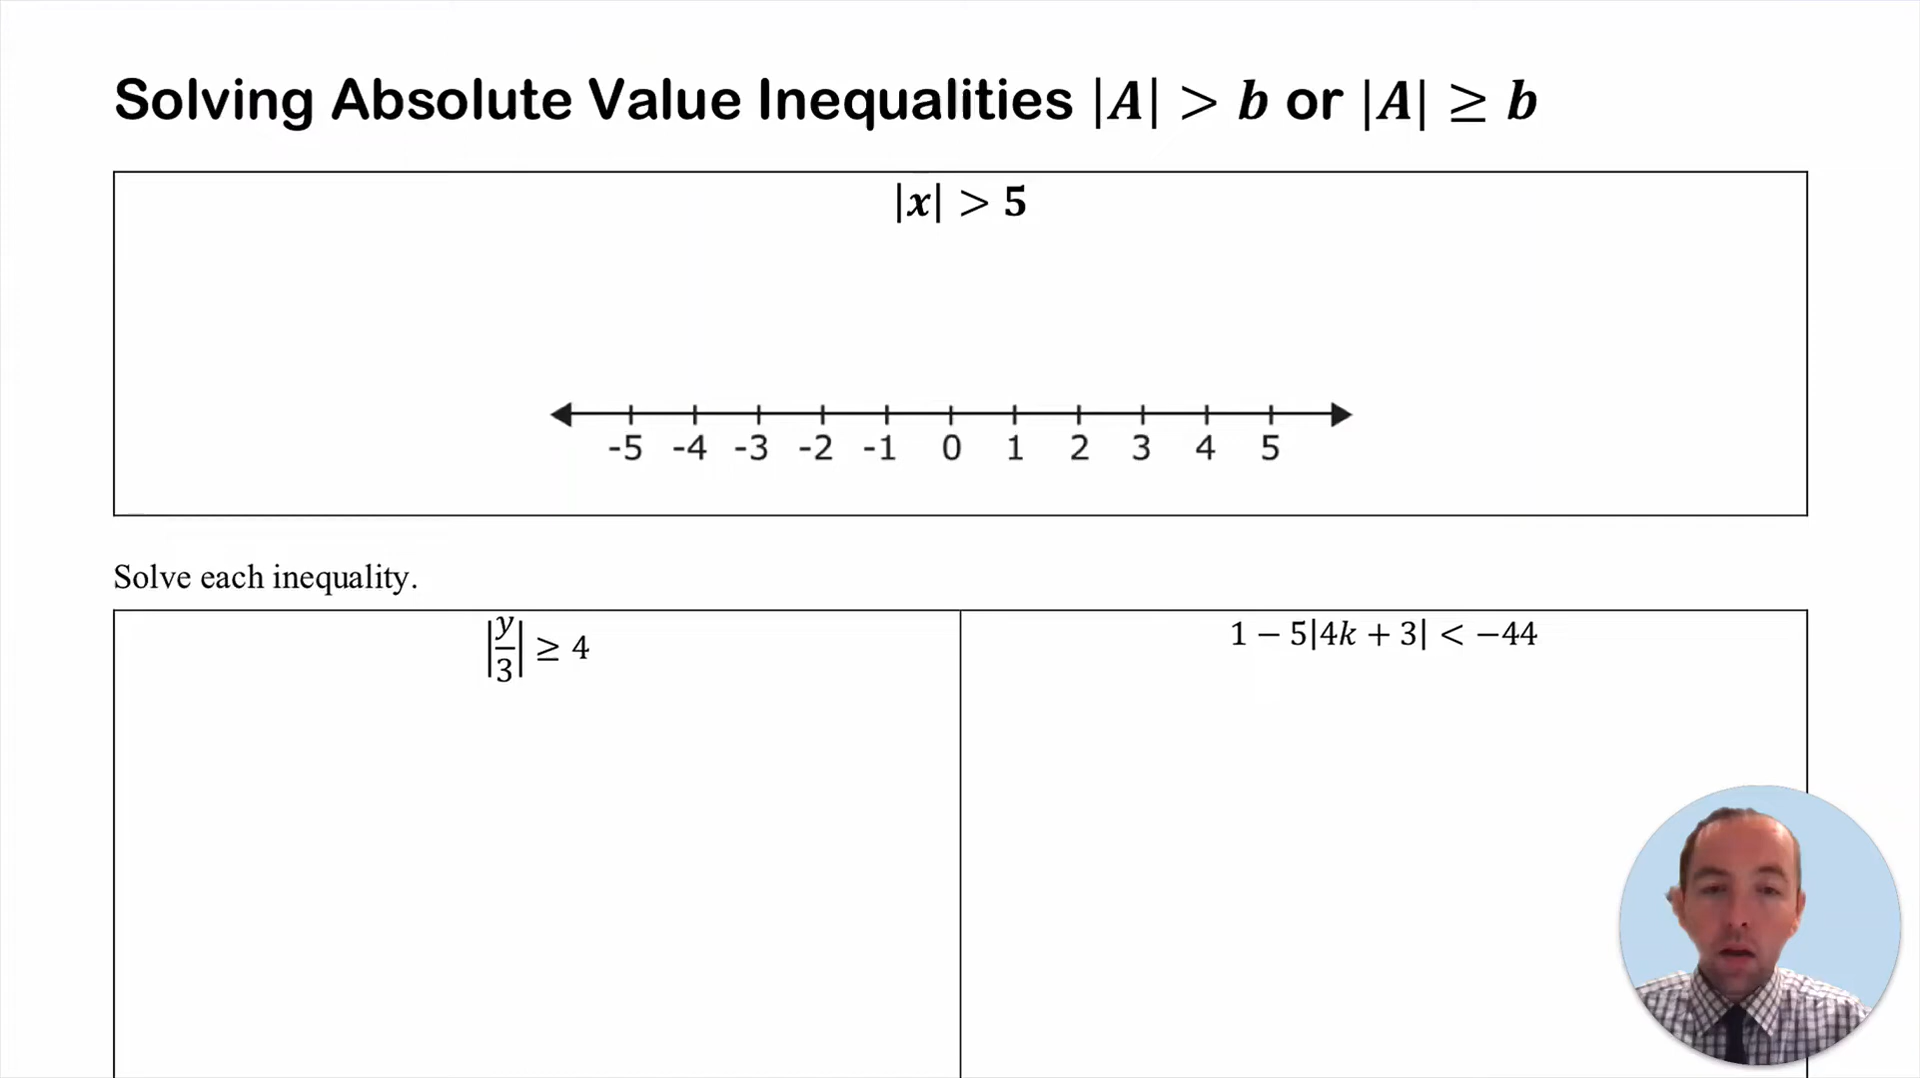 Solving Absolute Value Inequalities |A| > b or |A| ≥ b
|x| > 5
-5 -4 -3 -2 -1 0 1 2 3 4 5
Solve each inequality.
|y/3| ≥ 4
1 − 5|4k + 3| < −44